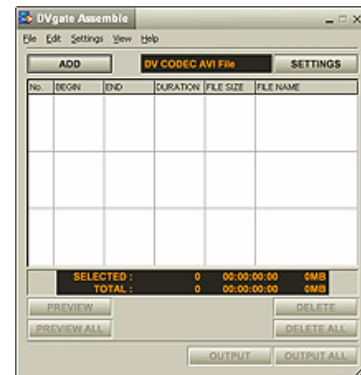 DVgate Assemble
File Edit Settings View Help
ADD DV CODEC AVI File SETTINGS
No. BEGIN END DURATION FILE SIZE FILE NAME
SELECTED : 0 00:00:00:00 0MB
TOTAL : 0 00:00:00:00 0MB
PREVIEW DELETE
PREVIEW ALL DELETE ALL
OUTPUT OUTPUT ALL